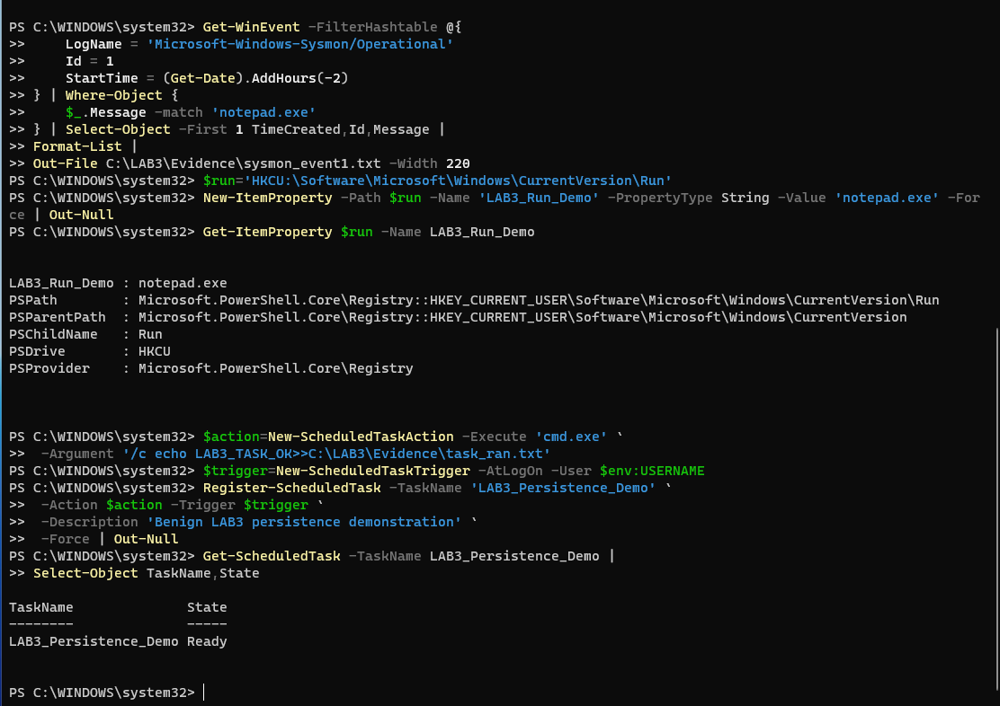 PS C:\WINDOWS\system32> Get-WinEvent -FilterHashtable @{
>>     LogName = 'Microsoft-Windows-Sysmon/Operational'
>>     Id = 1
>>     StartTime = (Get-Date).AddHours(-2)
>> } | Where-Object {
>>     $_.Message -match 'notepad.exe'
>> } | Select-Object -First 1 TimeCreated,Id,Message |
>> Format-List |
>> Out-File C:\LAB3\Evidence\sysmon_event1.txt -Width 220
PS C:\WINDOWS\system32> $run='HKCU:\Software\Microsoft\Windows\CurrentVersion\Run'
PS C:\WINDOWS\system32> New-ItemProperty -Path $run -Name 'LAB3_Run_Demo' -PropertyType String -Value 'notepad.exe' -For
ce | Out-Null
PS C:\WINDOWS\system32> Get-ItemProperty $run -Name LAB3_Run_Demo
LAB3_Run_Demo : notepad.exe
PSPath        : Microsoft.PowerShell.Core\Registry::HKEY_CURRENT_USER\Software\Microsoft\Windows\CurrentVersion\Run
PSParentPath  : Microsoft.PowerShell.Core\Registry::HKEY_CURRENT_USER\Software\Microsoft\Windows\CurrentVersion
PSChildName   : Run
PSDrive       : HKCU
PSProvider    : Microsoft.PowerShell.Core\Registry
PS C:\WINDOWS\system32> $action=New-ScheduledTaskAction -Execute 'cmd.exe' `
>>  -Argument '/c echo LAB3_TASK_OK>>C:\LAB3\Evidence\task_ran.txt'
PS C:\WINDOWS\system32> $trigger=New-ScheduledTaskTrigger -AtLogOn -User $env:USERNAME
PS C:\WINDOWS\system32> Register-ScheduledTask -TaskName 'LAB3_Persistence_Demo' `
>>  -Action $action -Trigger $trigger `
>>  -Description 'Benign LAB3 persistence demonstration' `
>>  -Force | Out-Null
PS C:\WINDOWS\system32> Get-ScheduledTask -TaskName LAB3_Persistence_Demo |
>> Select-Object TaskName,State
TaskName              State
--------              -----
LAB3_Persistence_Demo Ready
PS C:\WINDOWS\system32>